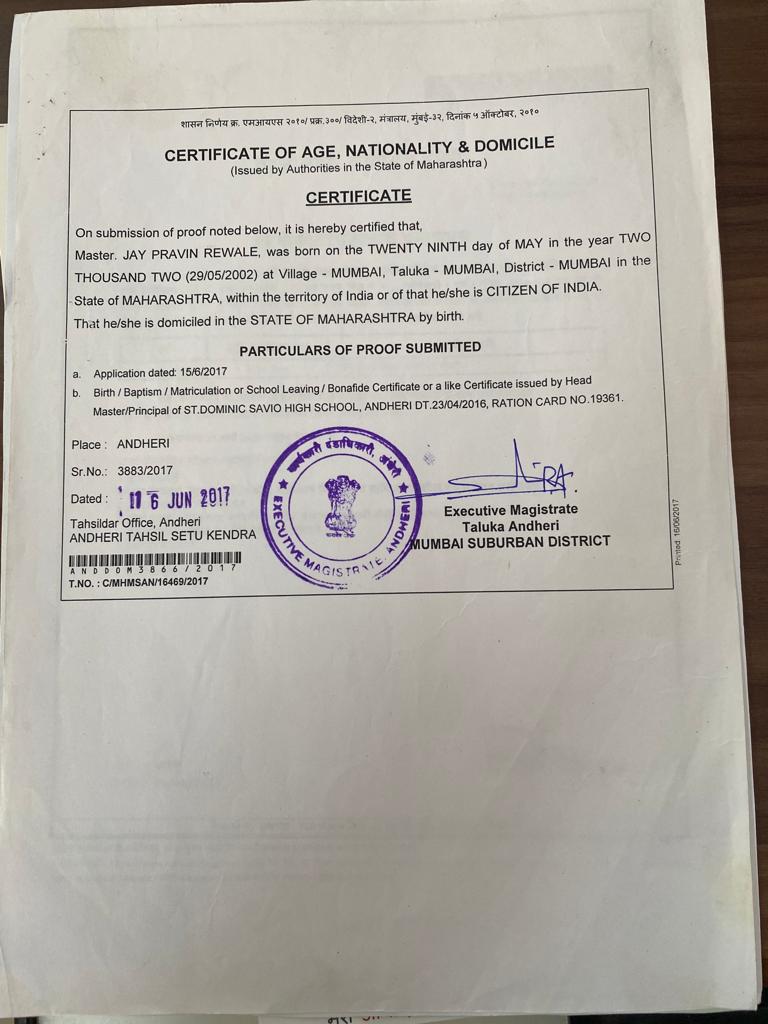 शासन निर्णय क्र. एमआयएस २०१०/ प्रक्र.३००/ विदेशी-२, मंत्रालय, मुंबई-३२, दिनांक ५ ऑक्टोबर, २०१०
CERTIFICATE OF AGE, NATIONALITY & DOMICILE
(Issued by Authorities in the State of Maharashtra)
CERTIFICATE
On submission of proof noted below, it is hereby certified that,
Master. JAY PRAVIN REWALE, was born on the TWENTY NINTH day of MAY in the year TWO
THOUSAND TWO (29/05/2002) at Village - MUMBAI, Taluka - MUMBAI, District - MUMBAI in the
State of MAHARASHTRA, within the territory of India or of that he/she is CITIZEN OF INDIA.
That he/she is domiciled in the STATE OF MAHARASHTRA by birth.
PARTICULARS OF PROOF SUBMITTED
a. Application dated: 15/6/2017
b. Birth / Baptism / Matriculation or School Leaving / Bonafide Certificate or a like Certificate issued by Head
Master/Principal of ST.DOMINIC SAVIO HIGH SCHOOL, ANDHERI DT.23/04/2016, RATION CARD NO.19361.
Place : ANDHERI
Sr.No.: 3883/2017
Dated : 16 JUN 2017
Tahsildar Office, Andheri
ANDHERI TAHSIL SETU KENDRA
ANDDOM3866/2017
T.NO. : C/MHMSAN/16469/2017
कार्यकारी दंडाधिकारी, अंधेरी
EXECUTIVE MAGISTRATE ANDHERI
Executive Magistrate
Taluka Andheri
MUMBAI SUBURBAN DISTRICT
Printed 16/06/2017